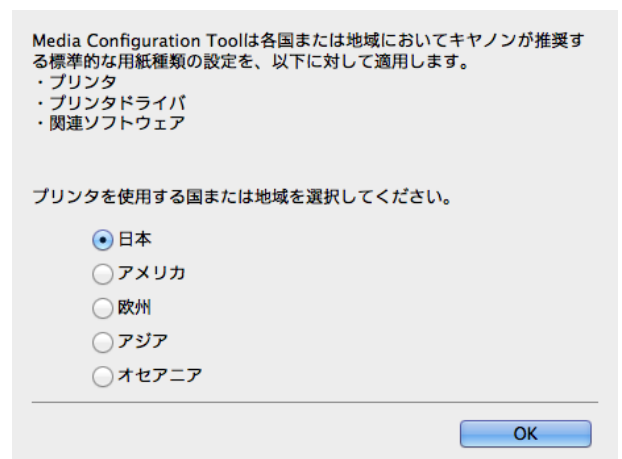 Media Configuration Toolは各国または地域においてキヤノンが推奨す
る標準的な用紙種類の設定を、以下に対して適用します。
・プリンタ
・プリンタドライバ
・関連ソフトウェア
プリンタを使用する国または地域を選択してください。
日本
アメリカ
欧州
アジア
オセアニア
OK